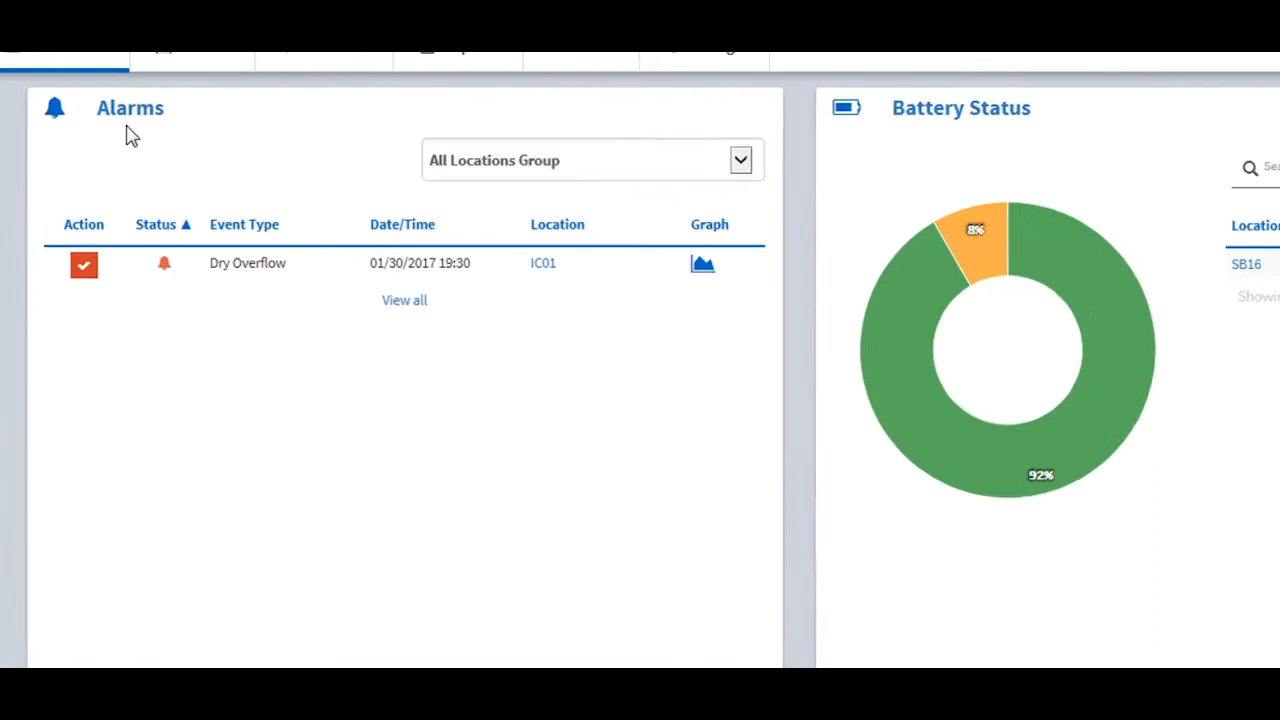 Alarms
All Locations Group
Action Status ▲ Event Type Date/Time Location Graph
Dry Overflow 01/30/2017 19:30 IC01
View all
Battery Status
8%
92%
SB16